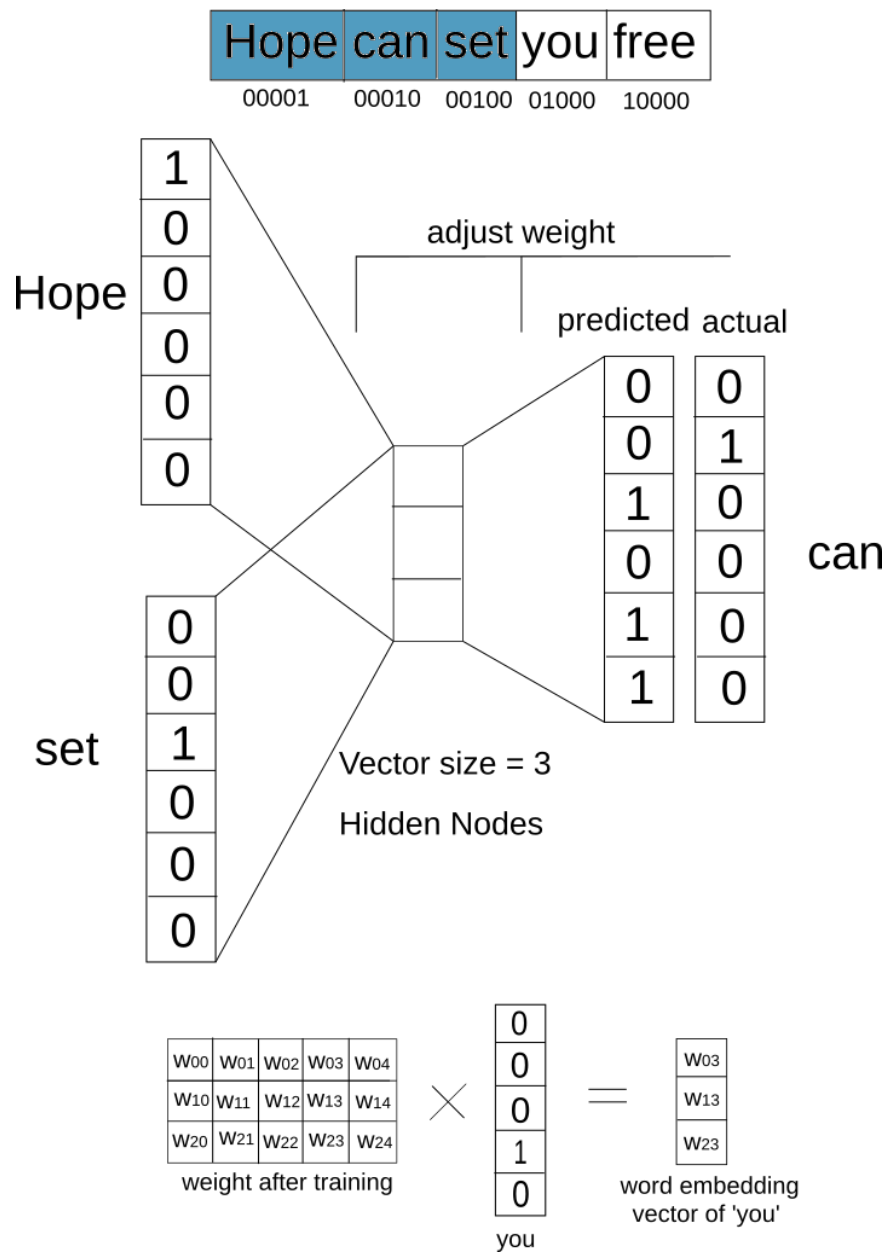 Hope can set you free
00001 00010 00100 01000 10000
Hope
1
0
0
0
0
0
set
0
0
1
0
0
0
adjust weight
predicted actual
0 0
0 1
1 0
0 0
1 0
1 0
can
Vector size = 3
Hidden Nodes
w00 w01 w02 w03 w04
w10 w11 w12 w13 w14
w20 w21 w22 w23 w24
weight after training
×
0
0
0
1
0
you
=
w03
w13
w23
word embedding
vector of 'you'